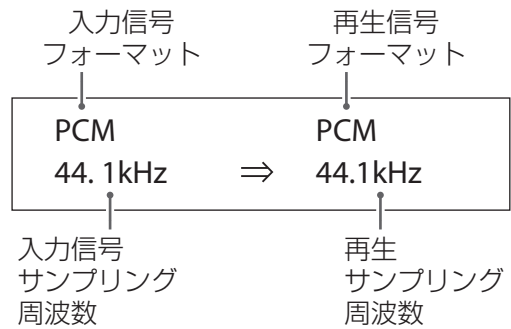 入力信号
フォーマット
再生信号
フォーマット
PCM
PCM
44. 1kHz ⇒ 44.1kHz
入力信号
サンプリング
周波数
再生
サンプリング
周波数